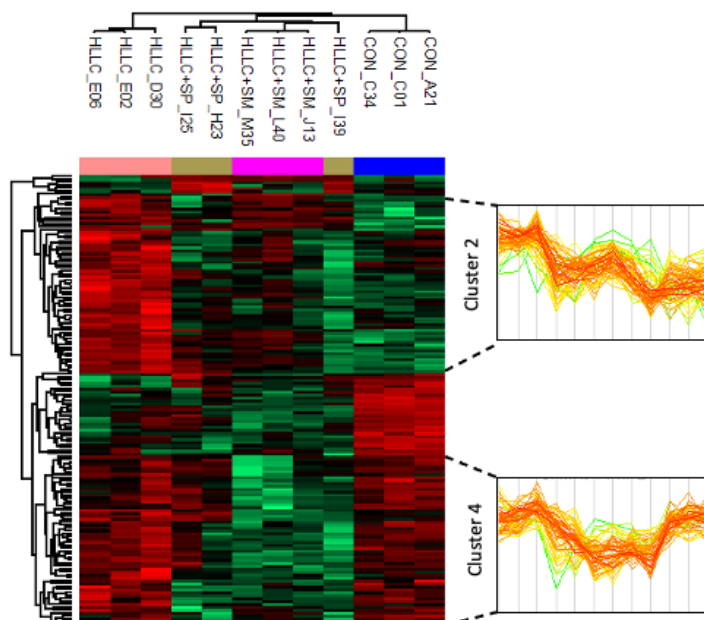 HLLC_E06
HLLC_E02
HLLC_D30
HLLC+SP_I25
HLLC+SP_H23
HLLC+SM_M35
HLLC+SM_L40
HLLC+SM_J13
HLLC+SP_I39
CON_C34
CON_C01
CON_A21
Cluster 2
Cluster 4